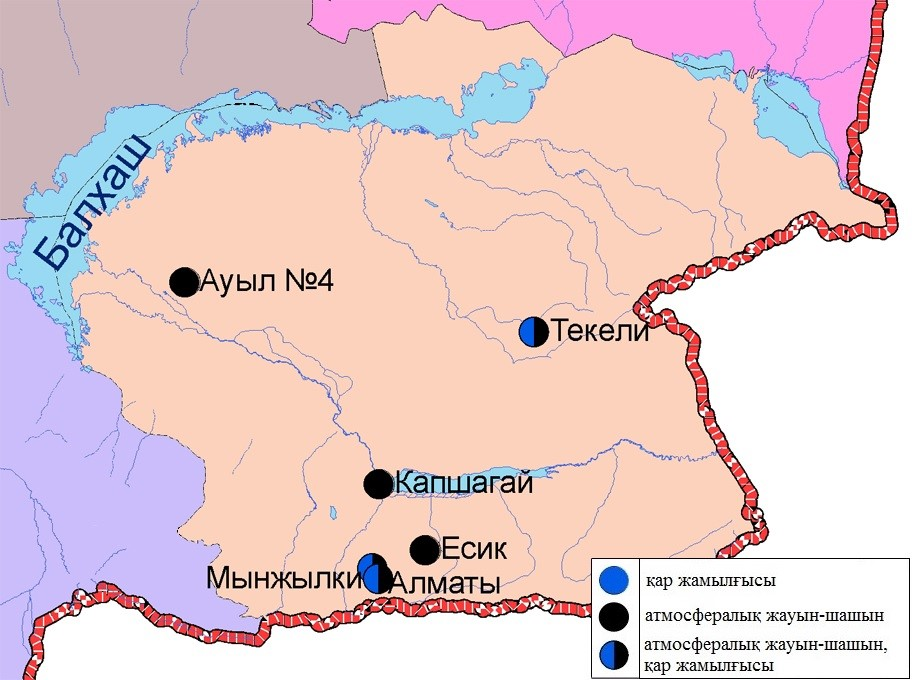 Балхаш
Ауыл №4
Текели
Капшагай
Есик
Мынжылки
Алматы
қар жамылғысы
атмосфералық жауын-шашын
атмосфералық жауын-шашын,
қар жамылғысы